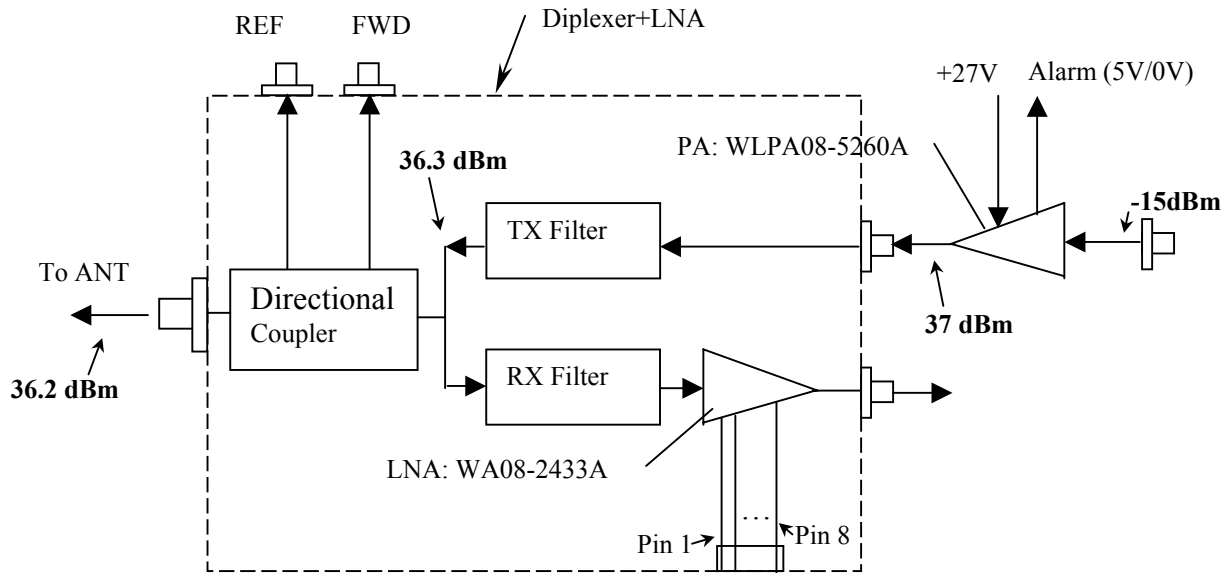 REF
FWD
Diplexer+LNA
+27V
Alarm (5V/0V)
PA: WLPA08-5260A
36.3 dBm
-15dBm
TX Filter
To ANT
Directional
Coupler
37 dBm
36.2 dBm
RX Filter
LNA: WA08-2433A
...
Pin 1
Pin 8